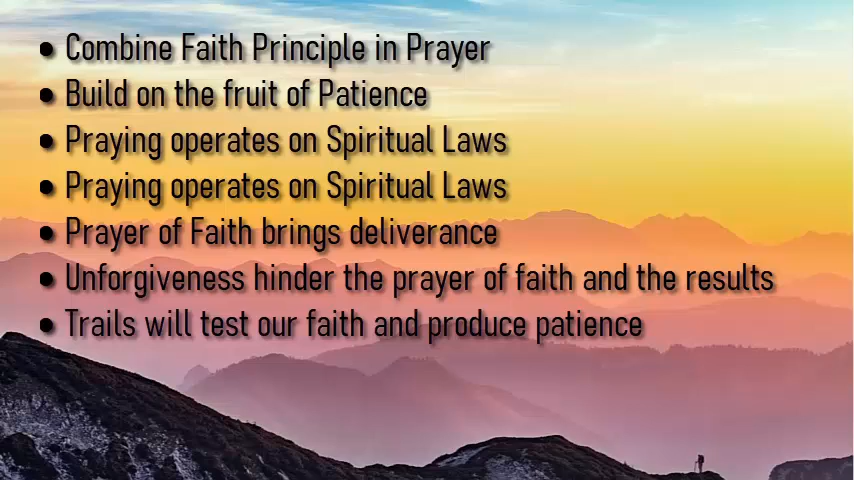 • Combine Faith Principle in Prayer
• Build on the fruit of Patience
• Praying operates on Spiritual Laws
• Praying operates on Spiritual Laws
• Prayer of Faith brings deliverance
• Unforgiveness hinder the prayer of faith and the results
• Trails will test our faith and produce patience